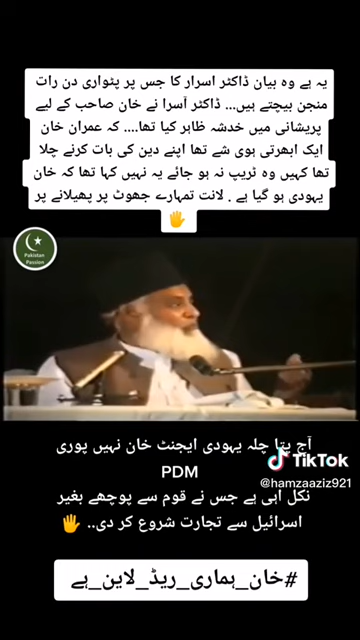 یہ ہے وہ بیان ڈاکٹر اسرار کا جس پر پٹواری دن رات
منجن بیچتے ہیں... ڈاکٹر آسرا نے خان صاحب کے لیے
پریشانی میں خدشہ ظاہر کیا تھا.... کہ عمران خان
ایک ابھرتی ہوی شے تھا اپنے دین کی بات کرنے چلا
تھا کہیں وہ ٹریپ نہ ہو جائے یہ نہیں کہا تھا کہ خان
یہودی ہو گیا ہے . لانت تمہارے جھوٹ پر پھیلانے پر
🖐
Pakistan
Passion
آج پتا چلہ یہودی ایجنٹ خان نہیں پوری
PDM
نکل اہی ہے جس نے قوم سے پوچھے بغیر
اسرائیل سے تجارت شروع کر دی.. 🖐
TikTok
@hamzaaziz921
#خان_ہماری_ریڈ_لاین_ہے